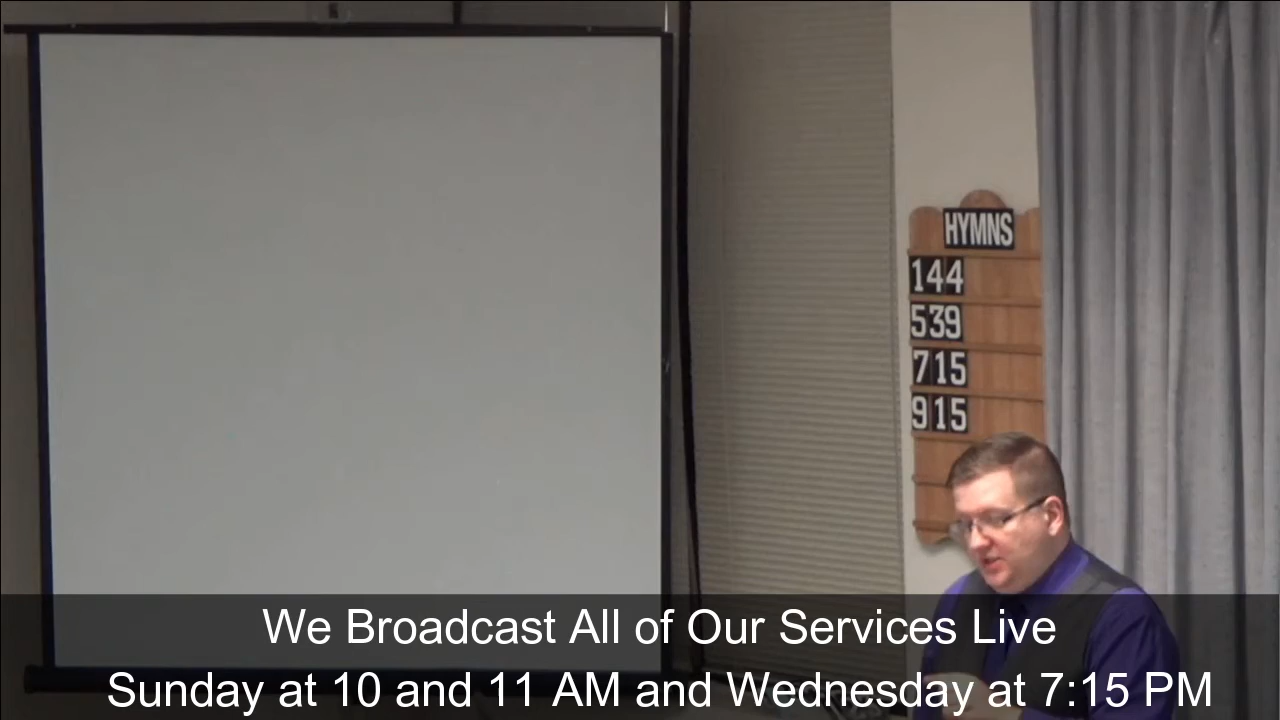 HYMNS
144
539
715
915
We Broadcast All of Our Services Live
Sunday at 10 and 11 AM and Wednesday at 7:15 PM